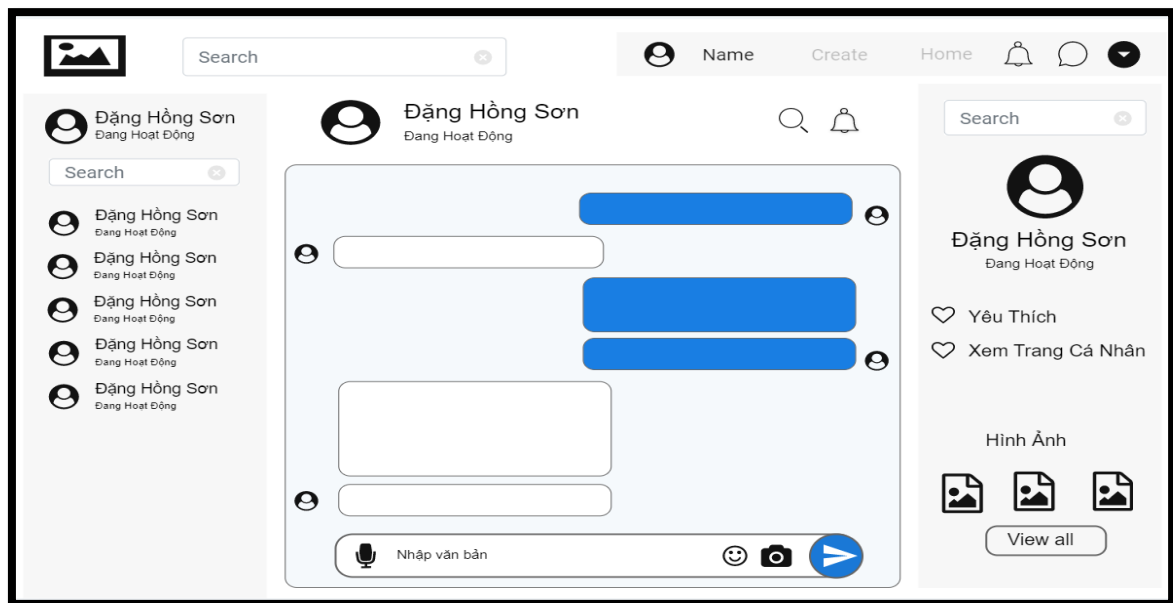 Search
Name
Create
Home
Đặng Hồng Sơn
Đang Hoạt Động
Search
Đặng Hồng Sơn
Đang Hoạt Động
Đặng Hồng Sơn
Đang Hoạt Động
Đặng Hồng Sơn
Đang Hoạt Động
Đặng Hồng Sơn
Đang Hoạt Động
Đặng Hồng Sơn
Đang Hoạt Động
Đặng Hồng Sơn
Đang Hoạt Động
Nhập văn bản
Search
Đặng Hồng Sơn
Đang Hoạt Động
Yêu Thích
Xem Trang Cá Nhân
Hình Ảnh
View all